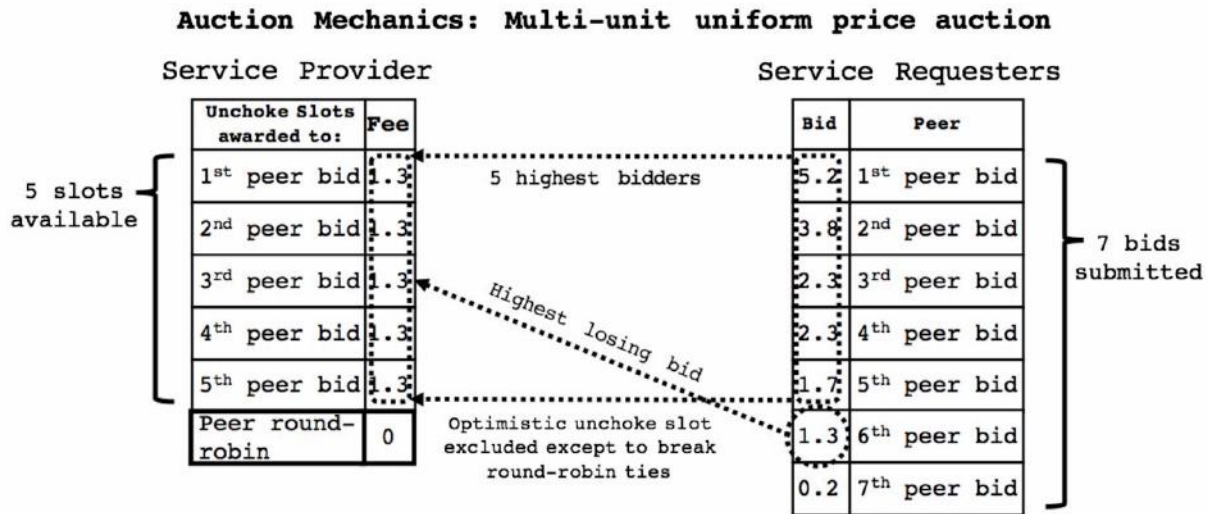 Auction Mechanics: Multi-unit uniform price auction
Service Provider
Unchoke Slots
awarded to:
Fee
1st peer bid 1.3
2nd peer bid 1.3
3rd peer bid 1.3
4th peer bid 1.3
5th peer bid 1.3
Peer round-
robin
0
5 slots
available
5 highest bidders
Highest losing bid
Optimistic unchoke slot
excluded except to break
round-robin ties
Service Requesters
Bid Peer
5.2 1st peer bid
3.8 2nd peer bid
2.3 3rd peer bid
2.3 4th peer bid
1.7 5th peer bid
1.3 6th peer bid
0.2 7th peer bid
7 bids
submitted